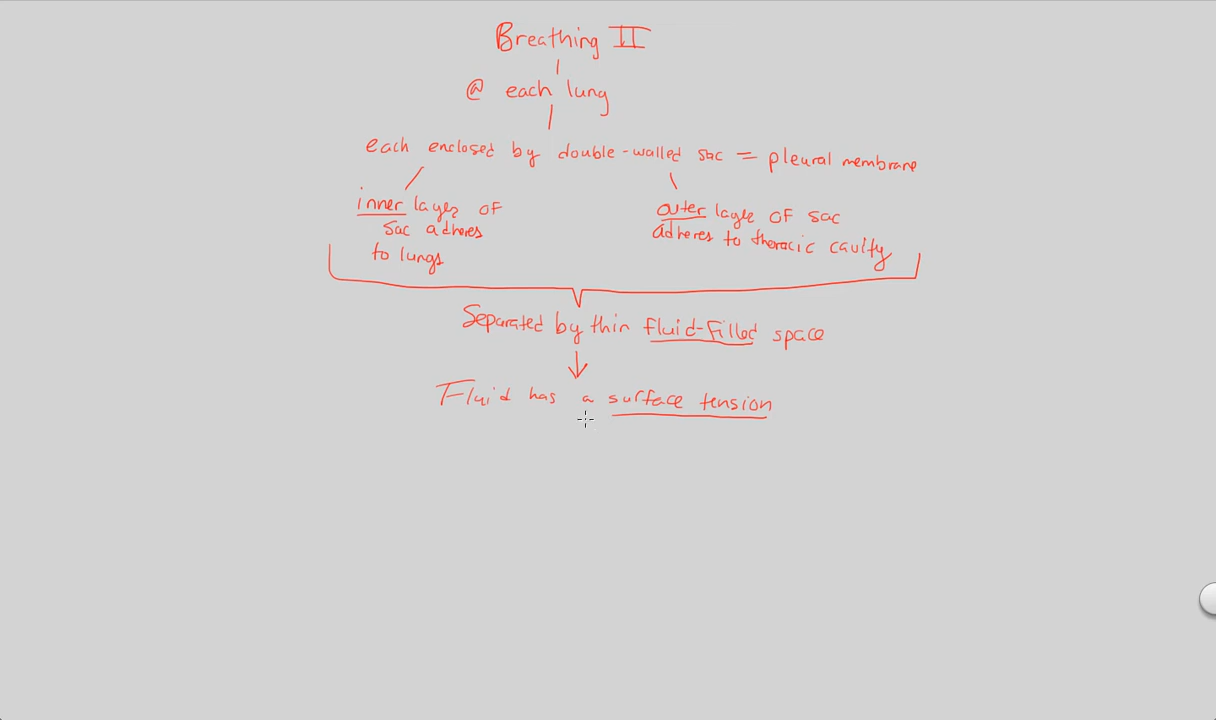 Breathing II
@ each lung
each enclosed by double-walled sac = pleural membrane
inner layer of
sac adheres
to lungs
outer layer of sac
adheres to thoracic cavity
Separated by thin fluid-filled space
Fluid has a surface tension